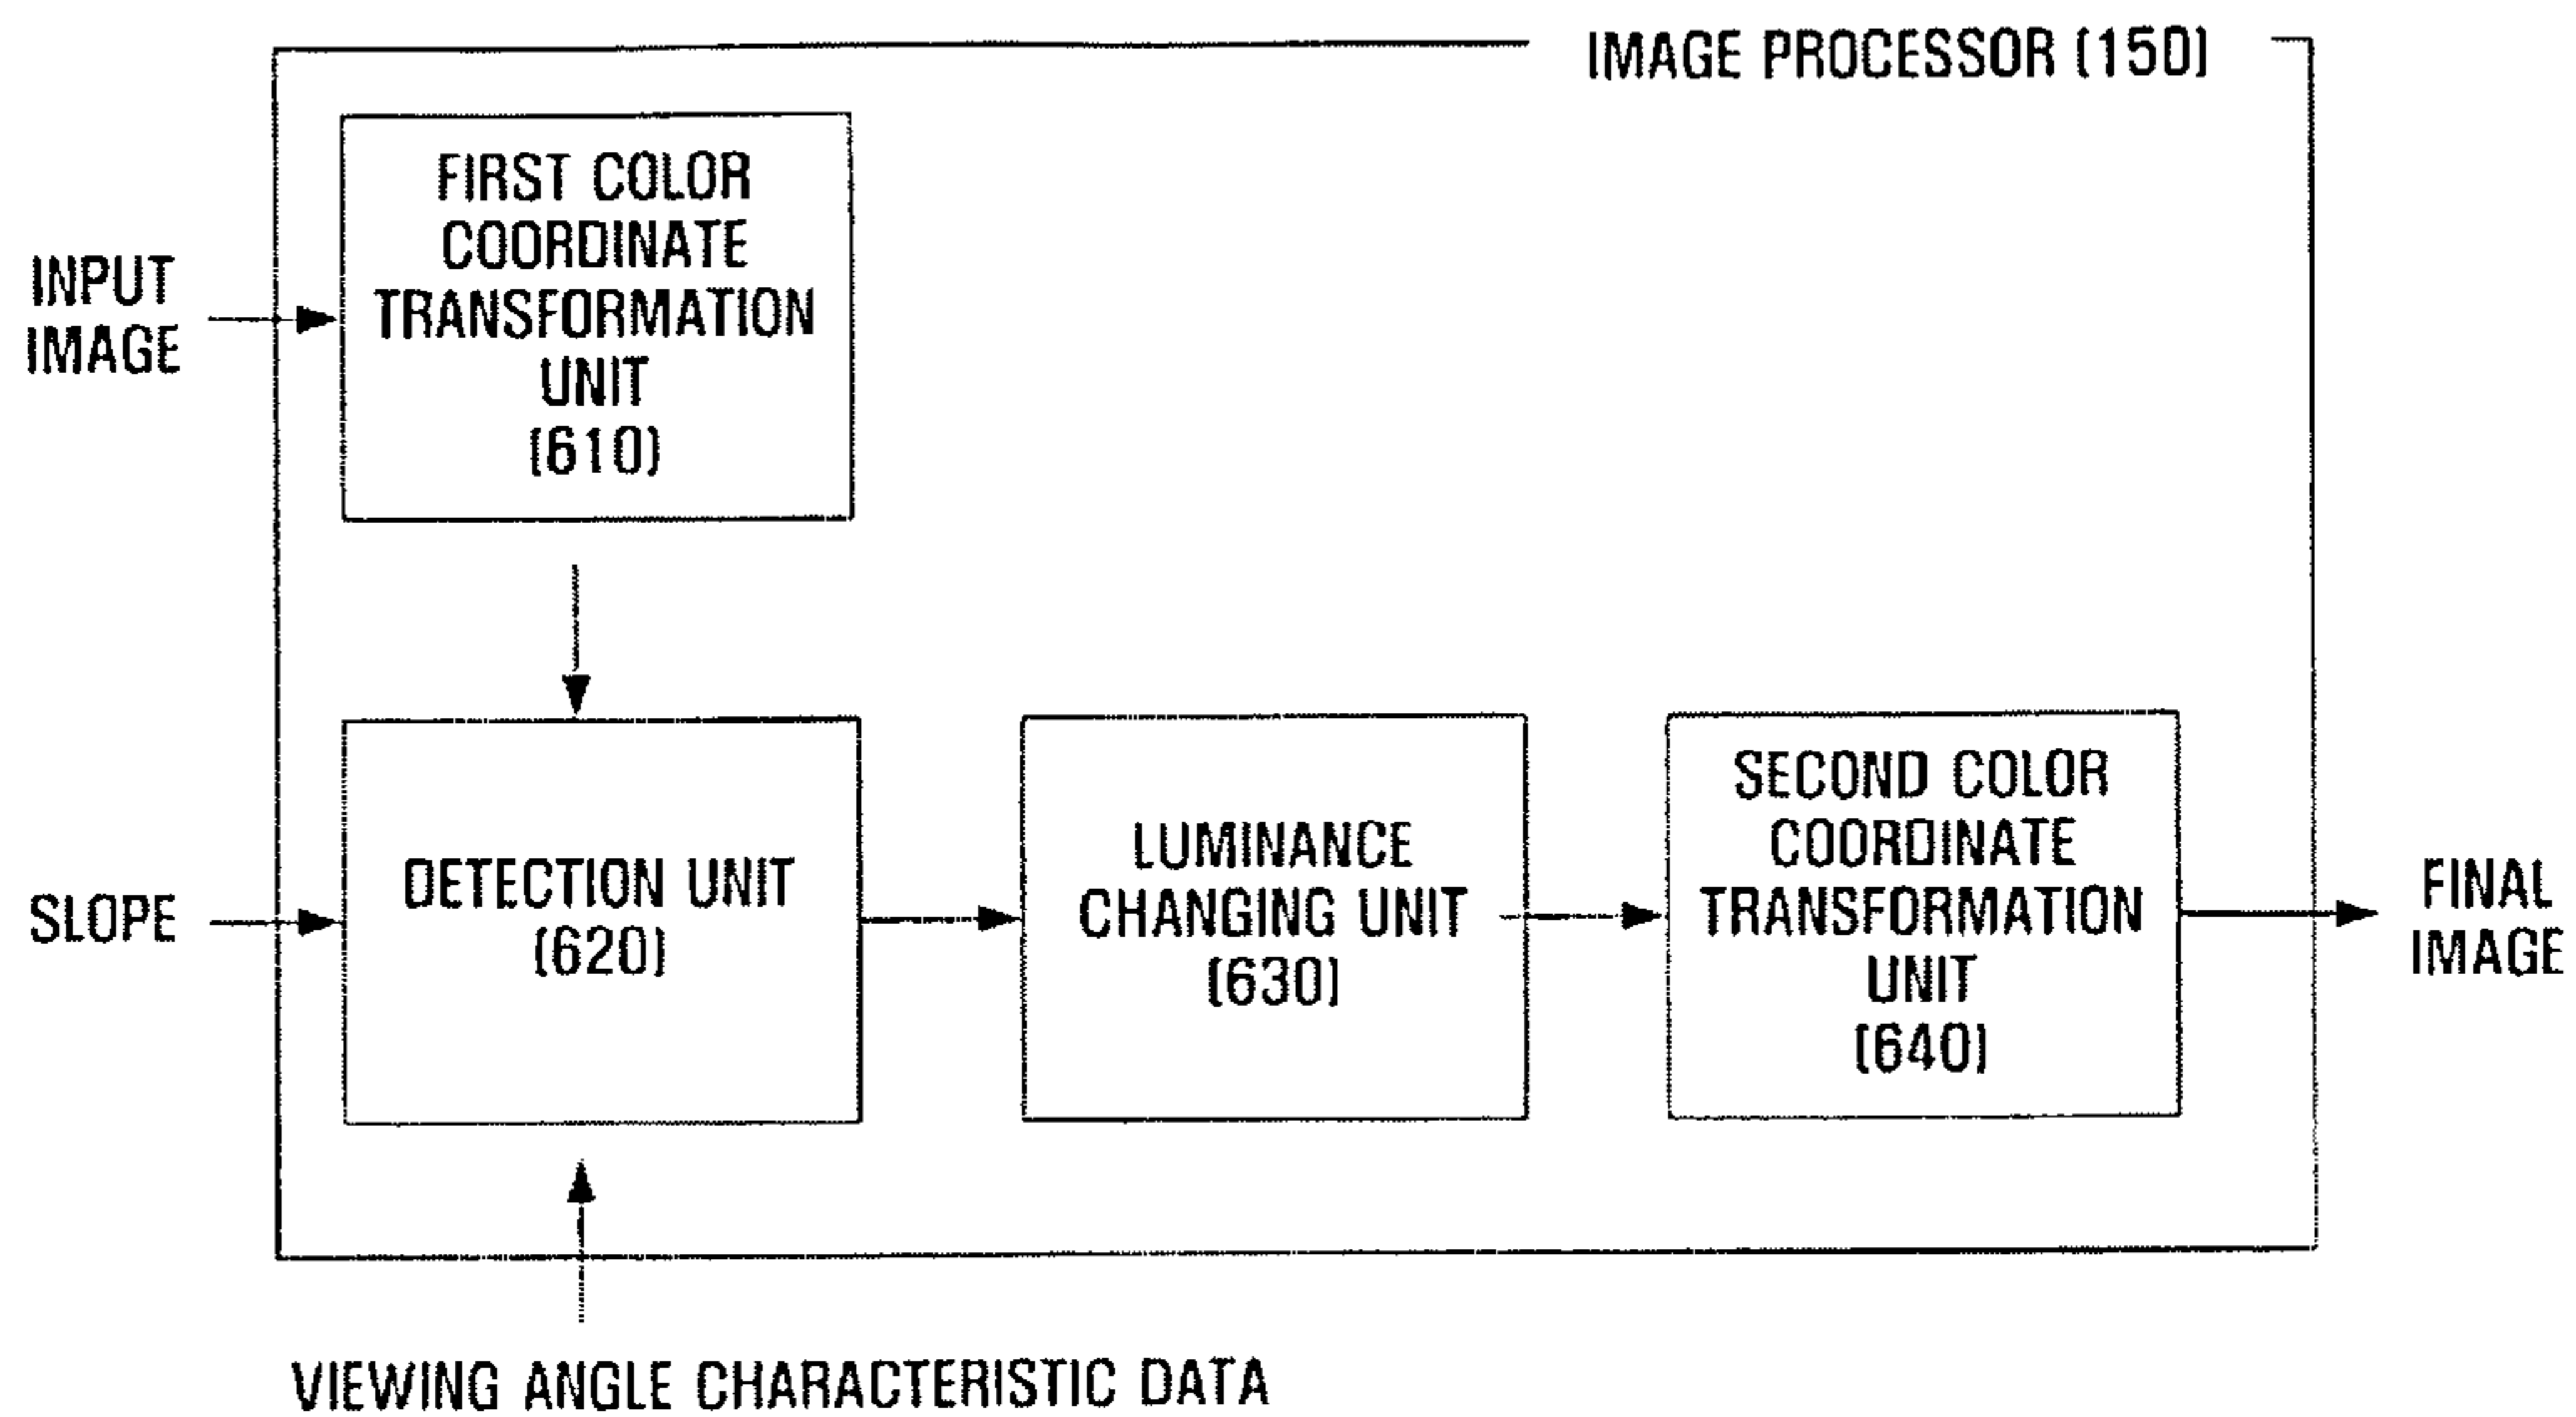 IMAGE PROCESSOR (150)
FIRST COLOR
COORDINATE
TRANSFORMATION
UNIT
(610)
INPUT
IMAGE
SLOPE
DETECTION UNIT
(620)
LUMINANCE
CHANGING UNIT
(630)
SECOND COLOR
COORDINATE
TRANSFORMATION
UNIT
(640)
FINAL
IMAGE
VIEWING ANGLE CHARACTERISTIC DATA